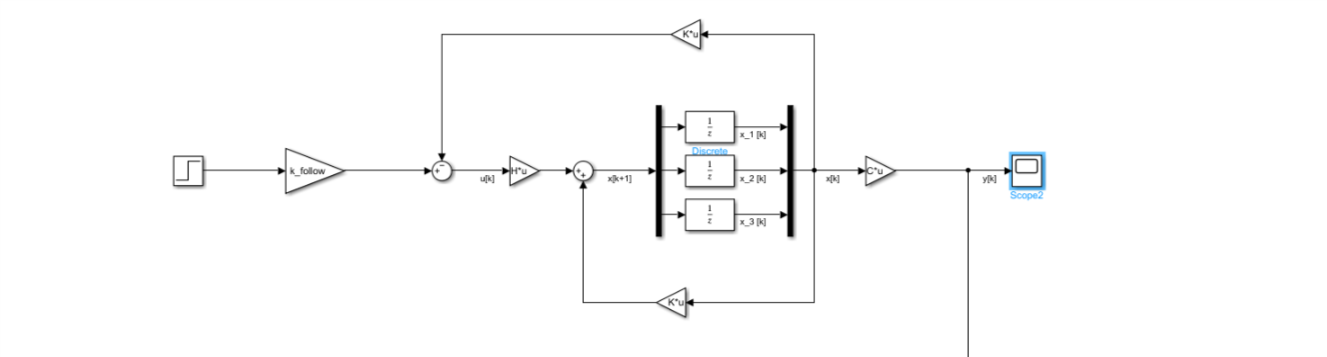 K*u
k_follow
u[k]
H*u
x[k+1]
1
z
x_1 [k]
Discrete
1
z
x_2 [k]
1
z
x_3 [k]
x[k]
C*u
y[k]
Scope2
K*u